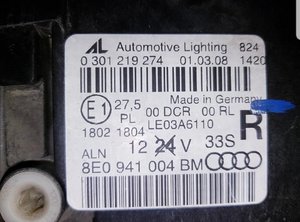 AL Automotive Lighting 824
0 301 219 274 01.03.08 1420
Made in Germany
E1 27,5 00 DCR 00 RL
PL LE03A6110
1802 1804 R
12 24 V 33S
ALN
8E0 941 004 BM